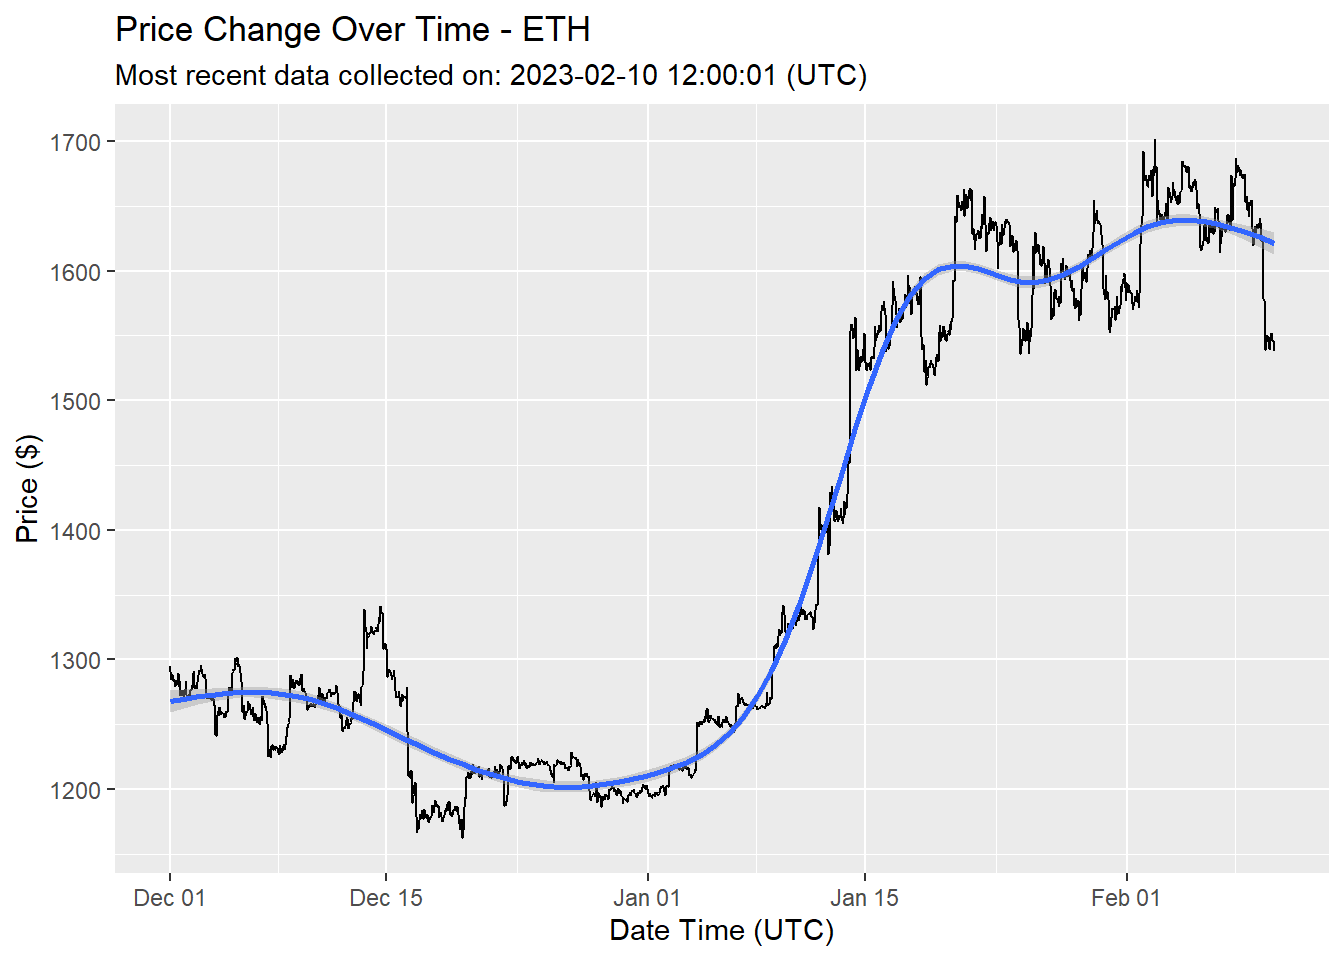 Price Change Over Time - ETH
Most recent data collected on: 2023-02-10 12:00:01 (UTC)
1700
1600
1500
1400
1300
1200
Price ($)
Dec 01
Dec 15
Jan 01
Jan 15
Feb 01
Date Time (UTC)